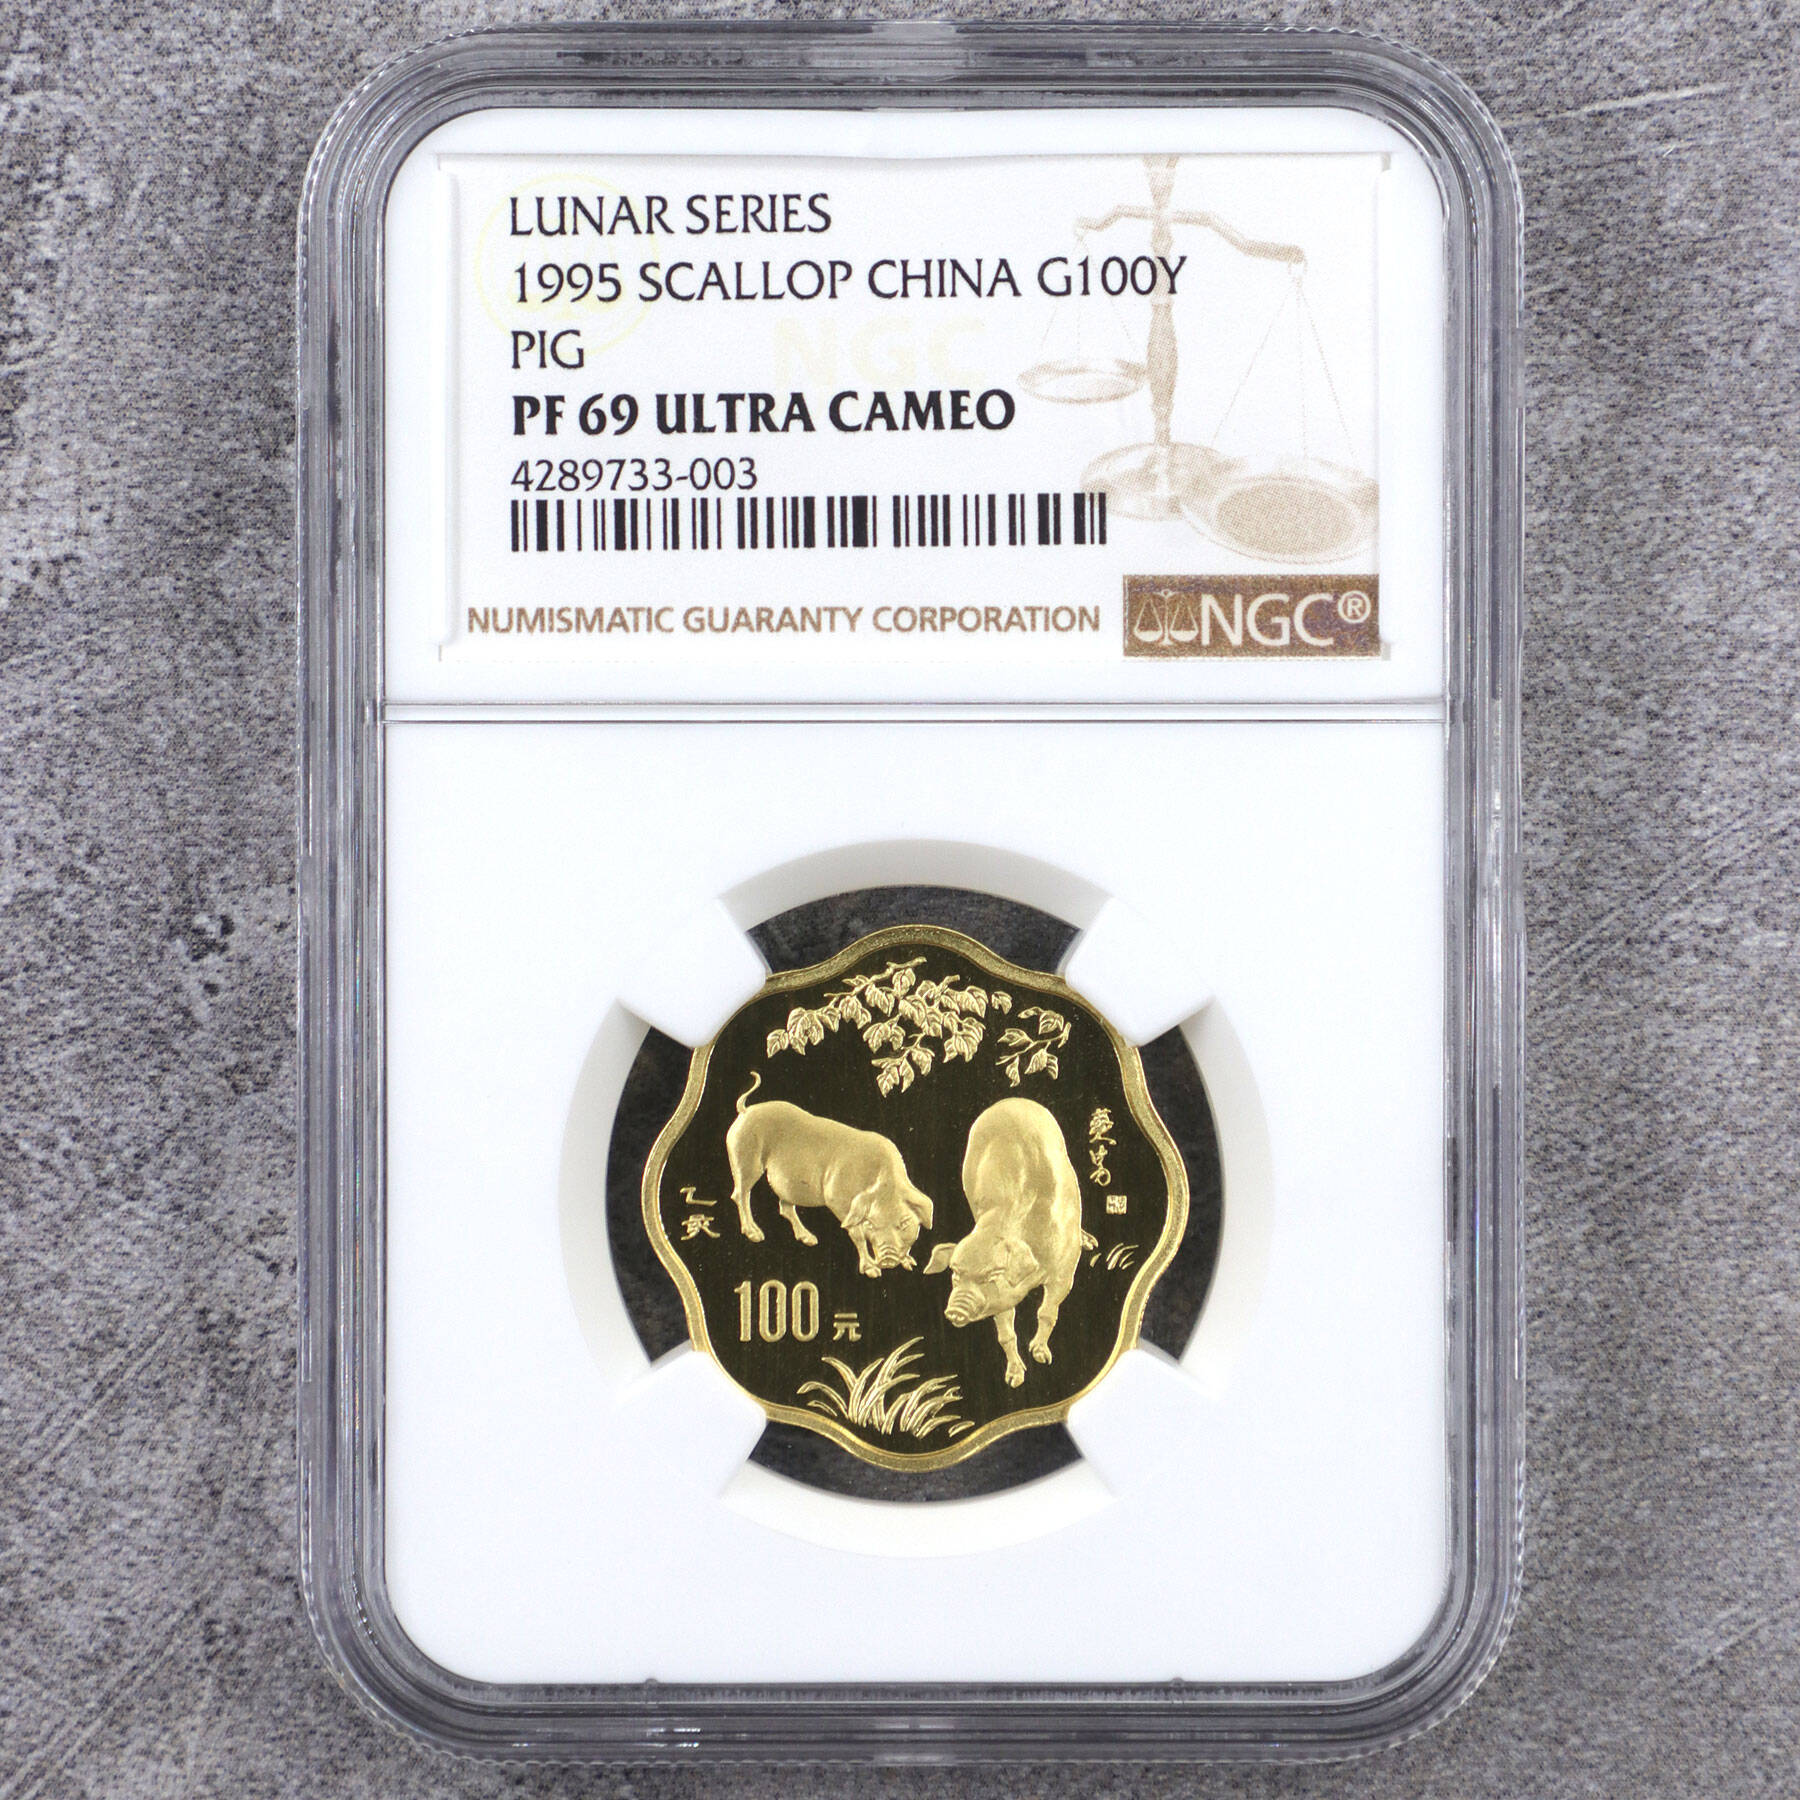 LUNAR SERIES
1995 SCALLOP CHINA G100Y
PIG
PF 69 ULTRA CAMEO
4289733-003
NUMISMATIC GUARANTY CORPORATION
NGC®
NGC
乙亥
100元